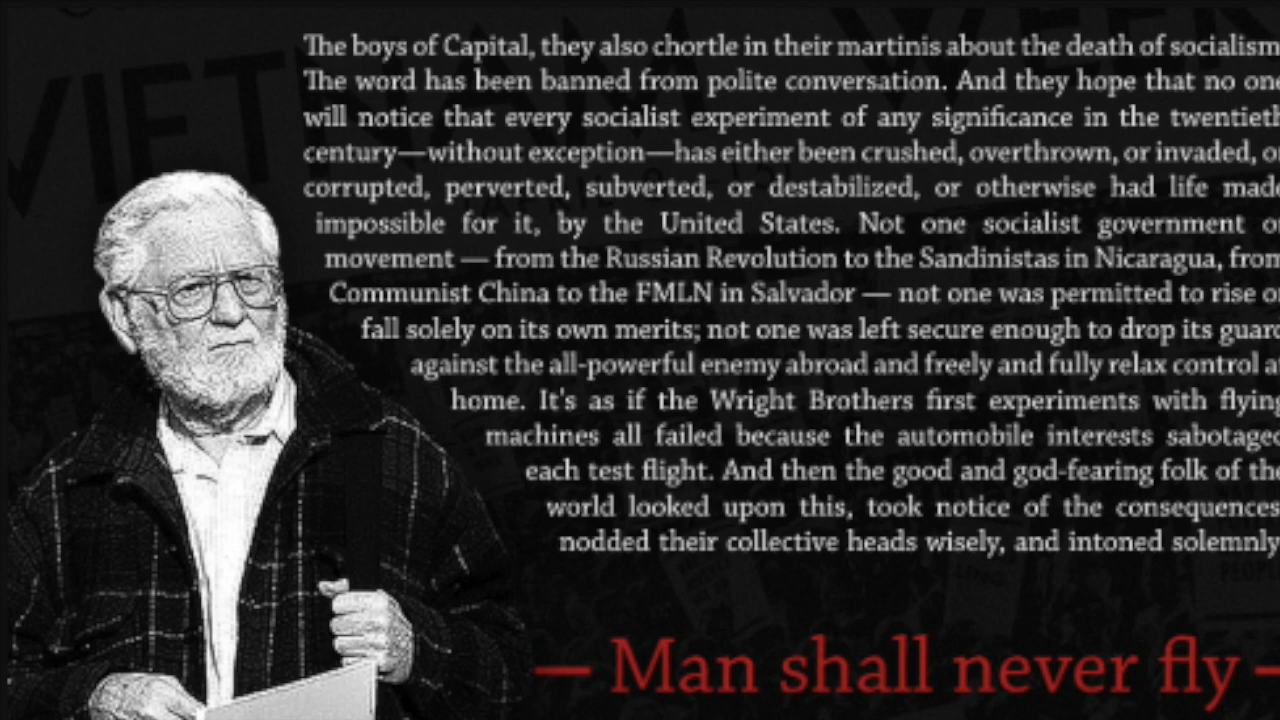 VIETNAM WEEK
The boys of Capital, they also chortle in their martinis about the death of socialism
The word has been banned from polite conversation. And they hope that no one
will notice that every socialist experiment of any significance in the twentieth
century—without exception—has either been crushed, overthrown, or invaded, or
corrupted, perverted, subverted, or destabilized, or otherwise had life made
impossible for it, by the United States. Not one socialist government or
movement — from the Russian Revolution to the Sandinistas in Nicaragua, from
Communist China to the FMLN in Salvador — not one was permitted to rise or
fall solely on its own merits; not one was left secure enough to drop its guard
against the all-powerful enemy abroad and freely and fully relax control at
home. It's as if the Wright Brothers first experiments with flying
machines all failed because the automobile interests sabotaged
each test flight. And then the good and god-fearing folk of the
world looked upon this, took notice of the consequences
nodded their collective heads wisely, and intoned solemnly
— Man shall never fly —